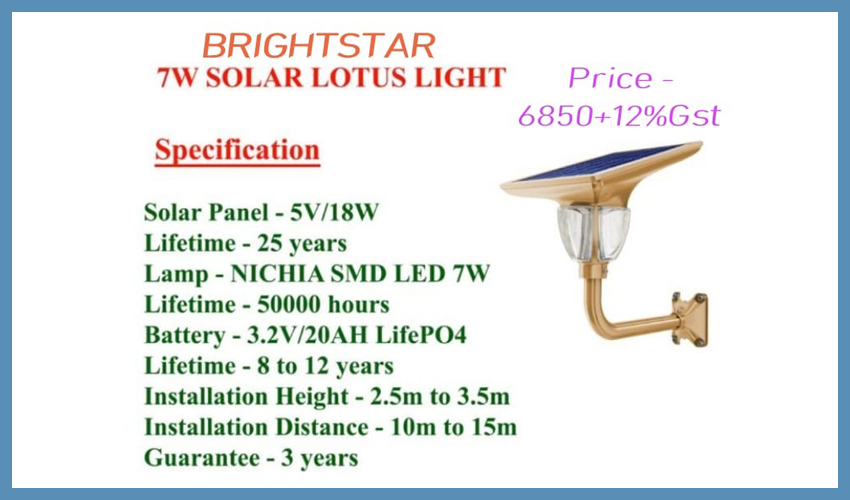 BRIGHTSTAR
7W SOLAR LOTUS LIGHT
Price -
6850+12%Gst
Specification
Solar Panel - 5V/18W
Lifetime - 25 years
Lamp - NICHIA SMD LED 7W
Lifetime - 50000 hours
Battery - 3.2V/20AH LifePO4
Lifetime - 8 to 12 years
Installation Height - 2.5m to 3.5m
Installation Distance - 10m to 15m
Guarantee - 3 years